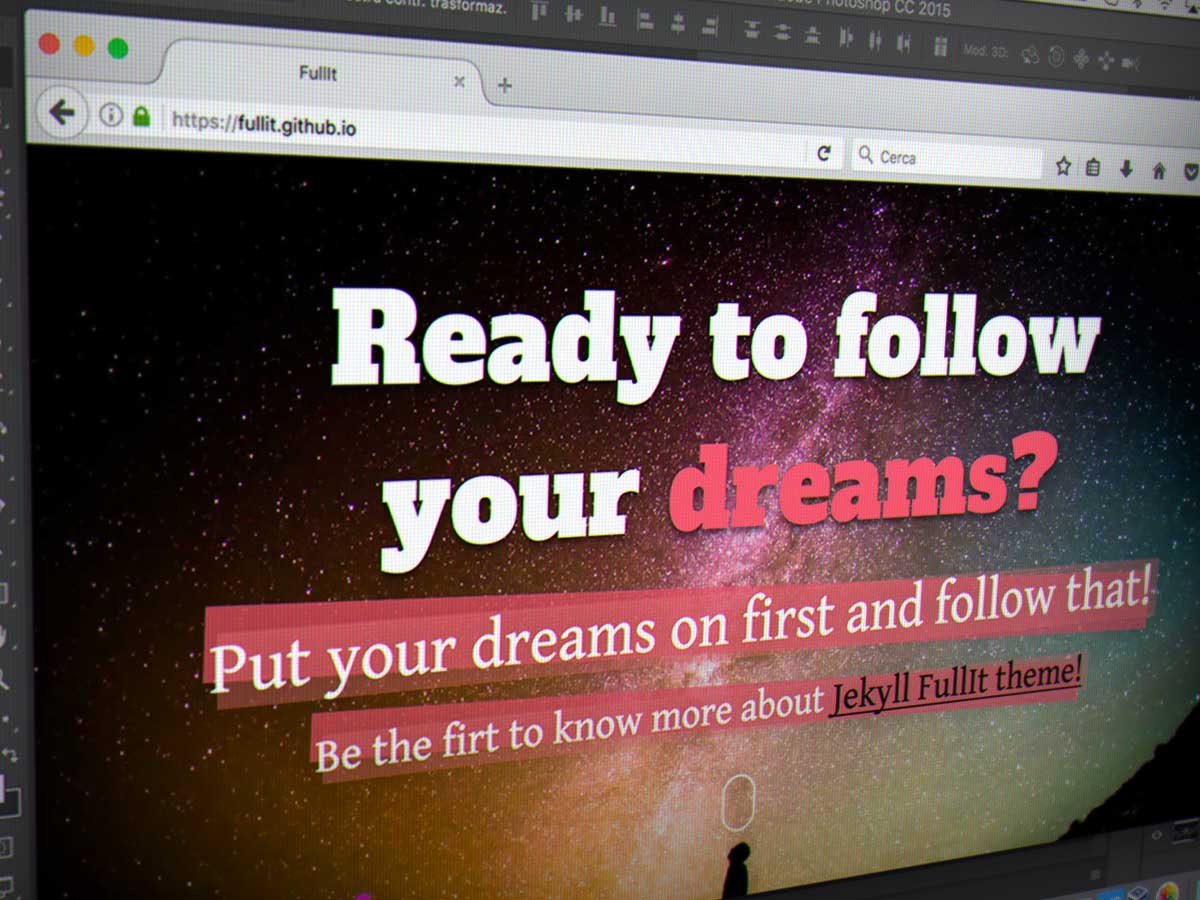 contr. trasformaz.
Photoshop CC 2015
Mod. 3D:
FullIt
https://fullit.github.io
Cerca
Ready to follow
your dreams?
Put your dreams on first and follow that!
Be the firt to know more about Jekyll FullIt theme!